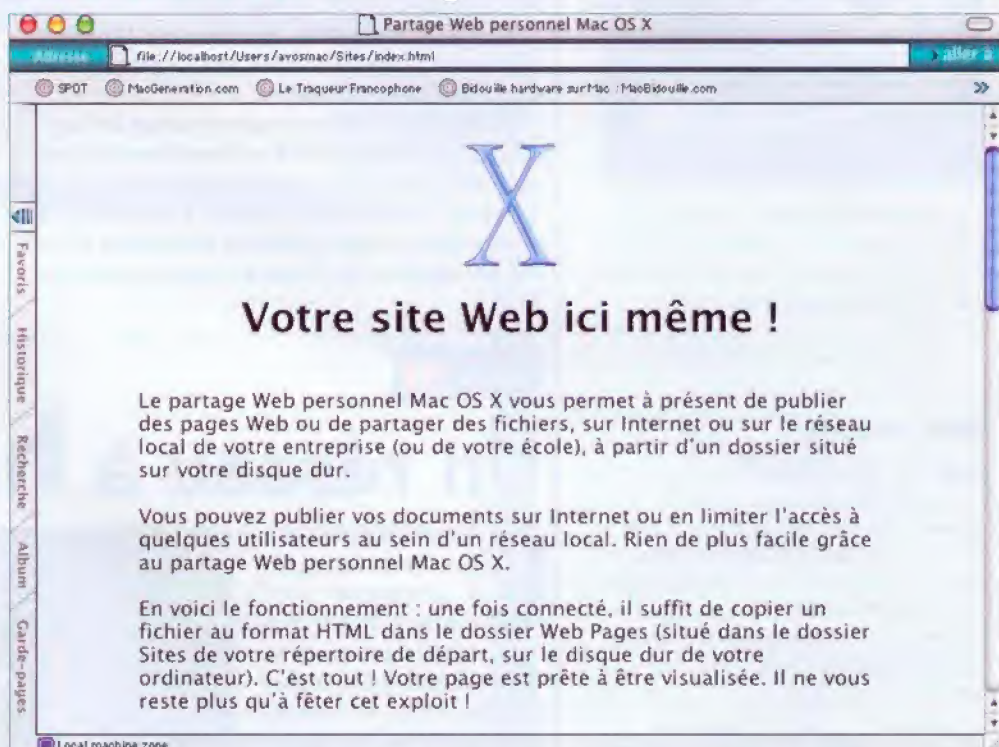 Partage Web personnel Mac OS X
Adresse file://localhost/Users/avosmac/Sites/index.html aller à
SPOT MacGeneration.com Le Traqueur Francophone Bidouille hardware sur Mac : MacBidouille.com
X
Votre site Web ici même !
Le partage Web personnel Mac OS X vous permet à présent de publier
des pages Web ou de partager des fichiers, sur Internet ou sur le réseau
local de votre entreprise (ou de votre école), à partir d'un dossier situé
sur votre disque dur.
Vous pouvez publier vos documents sur Internet ou en limiter l'accès à
quelques utilisateurs au sein d'un réseau local. Rien de plus facile grâce
au partage Web personnel Mac OS X.
En voici le fonctionnement : une fois connecté, il suffit de copier un
fichier au format HTML dans le dossier Web Pages (situé dans le dossier
Sites de votre répertoire de départ, sur le disque dur de votre
ordinateur). C'est tout ! Votre page est prête à être visualisée. Il ne vous
reste plus qu'à fêter cet exploit !
Favoris
Historique
Recherche
Album
Garde-pages
Local machine zone